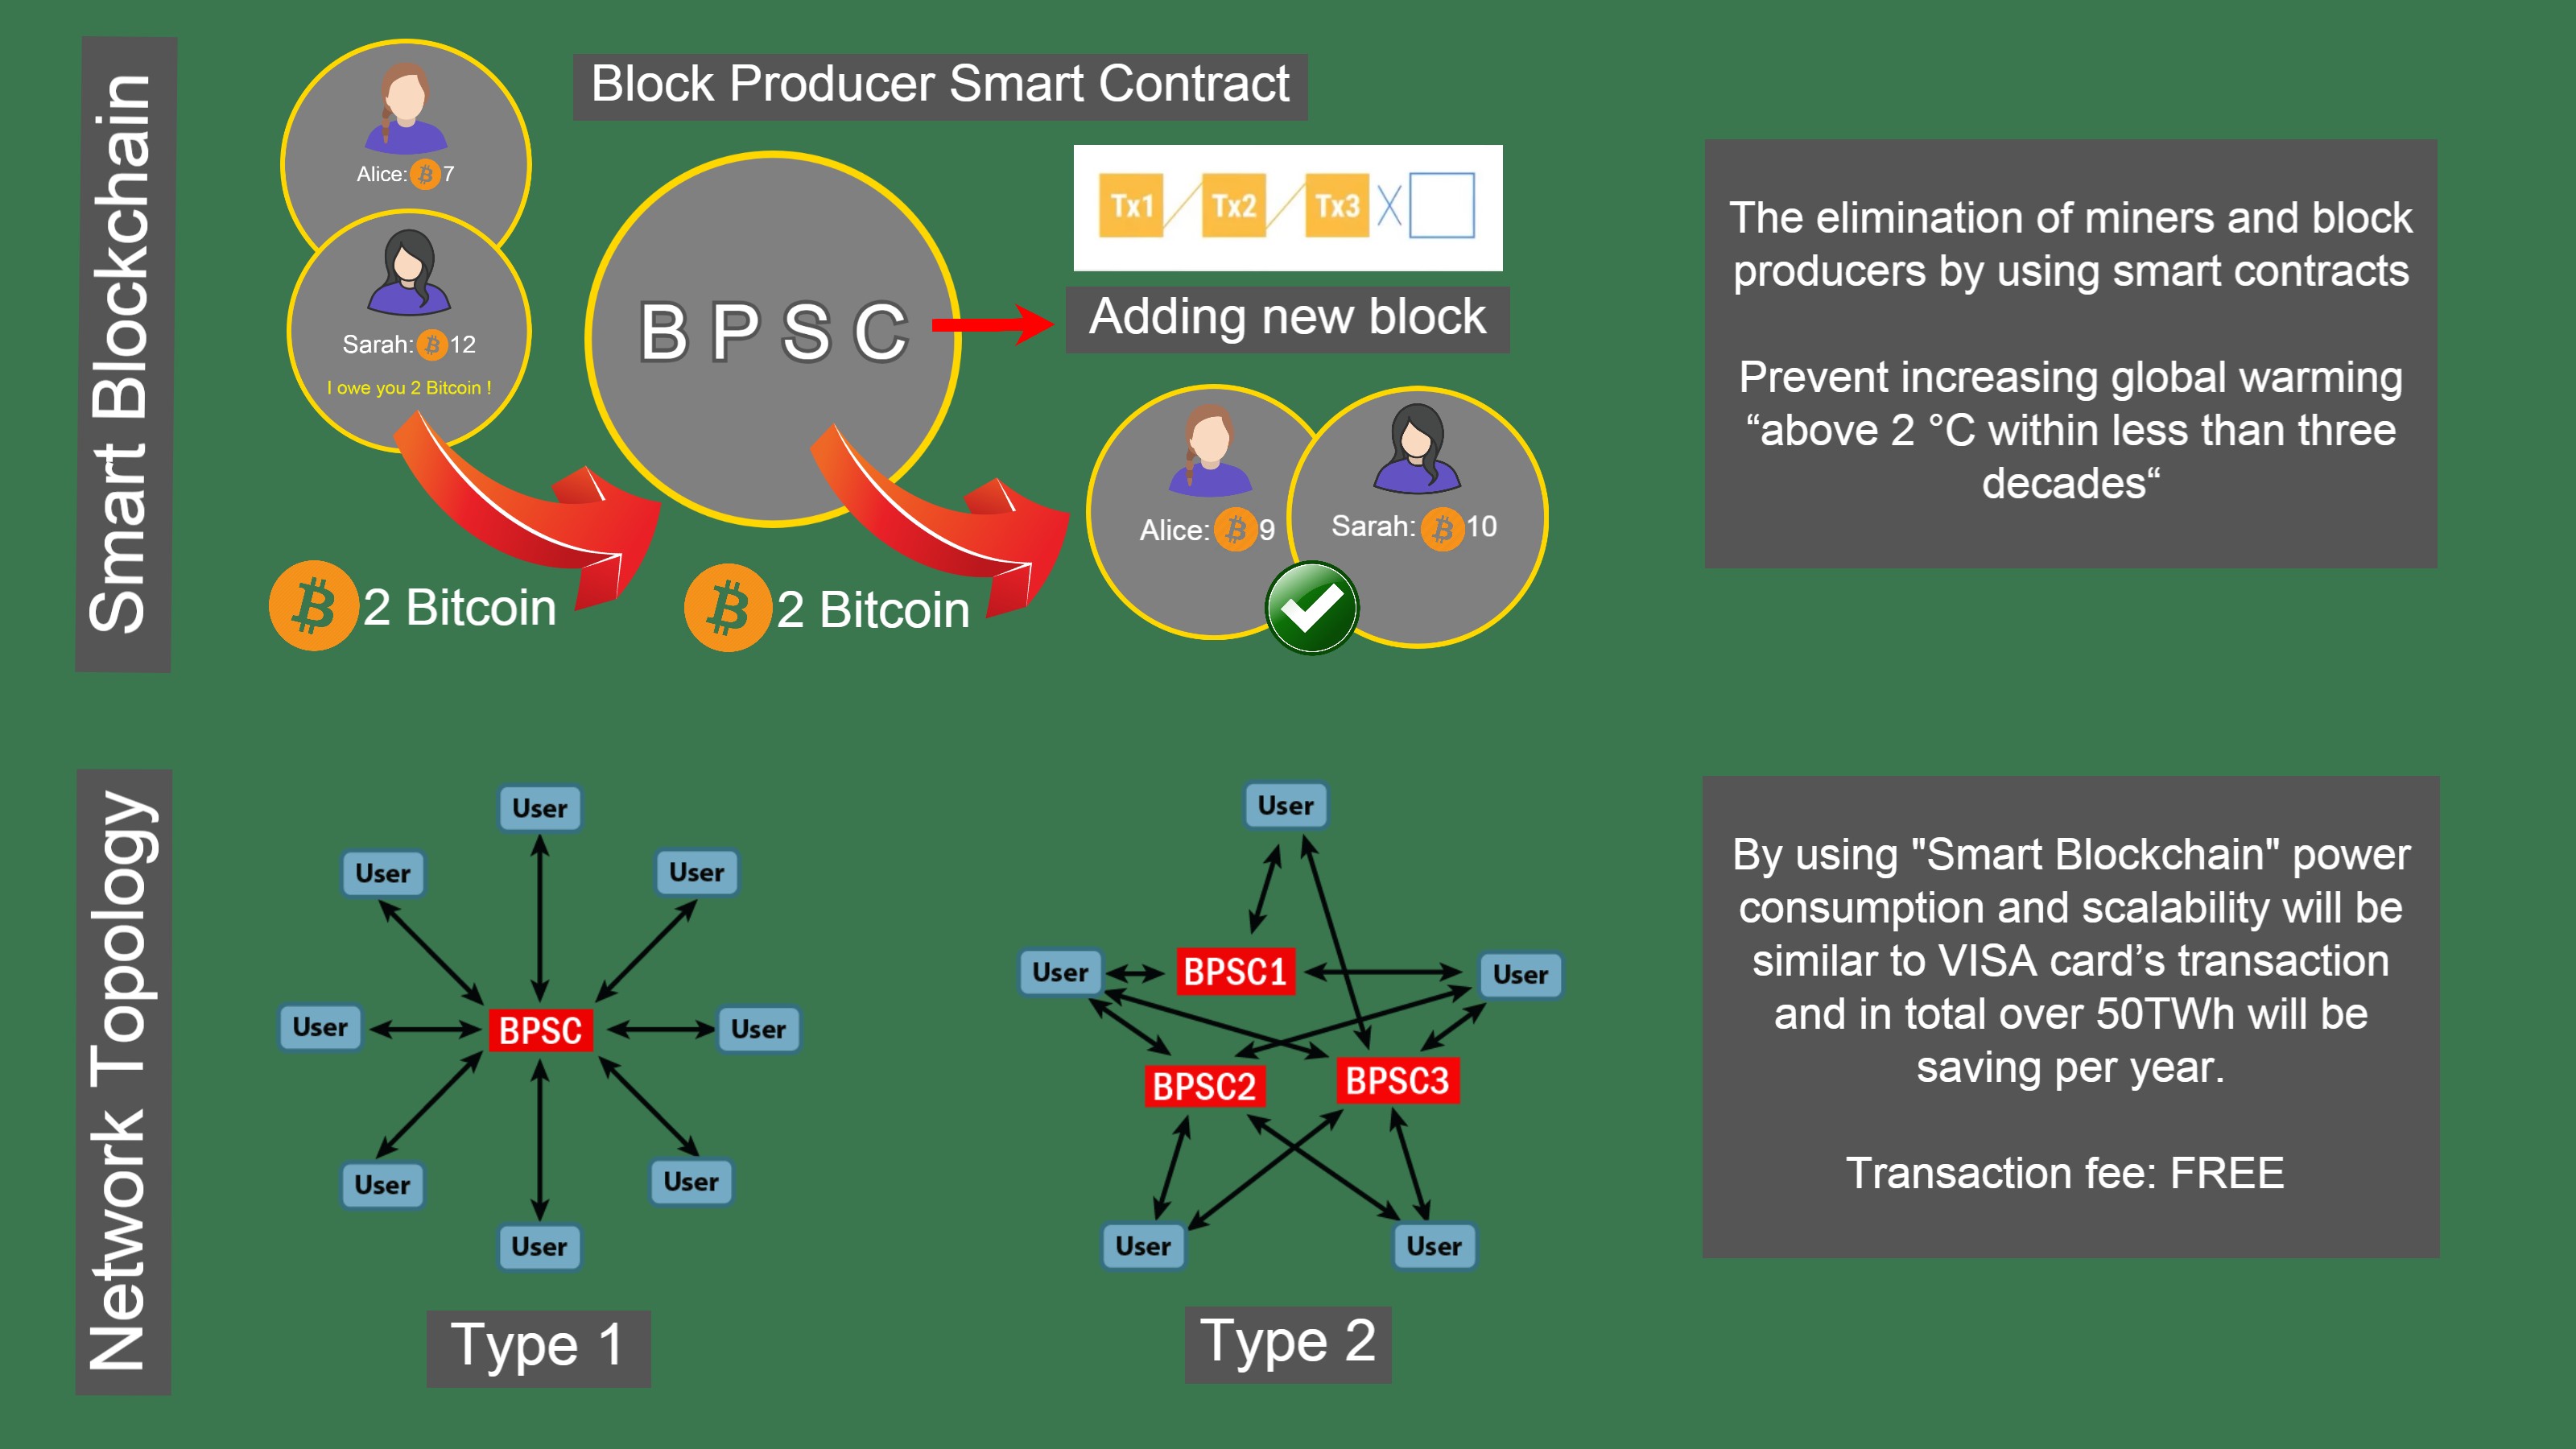 Smart Blockchain
Block Producer Smart Contract
Alice: 7
Sarah: 12
I owe you 2 Bitcoin !
B P S C
Tx1 Tx2 Tx3
Adding new block
Alice: 9
Sarah: 10
2 Bitcoin
2 Bitcoin
The elimination of miners and block
producers by using smart contracts
Prevent increasing global warming
“above 2 °C within less than three
decades“
Network Topology
User
User
User
User
BPSC
User
User
User
User
Type 1
User
User
BPSC1
User
BPSC2
BPSC3
User
User
Type 2
By using "Smart Blockchain" power
consumption and scalability will be
similar to VISA card’s transaction
and in total over 50TWh will be
saving per year.
Transaction fee: FREE